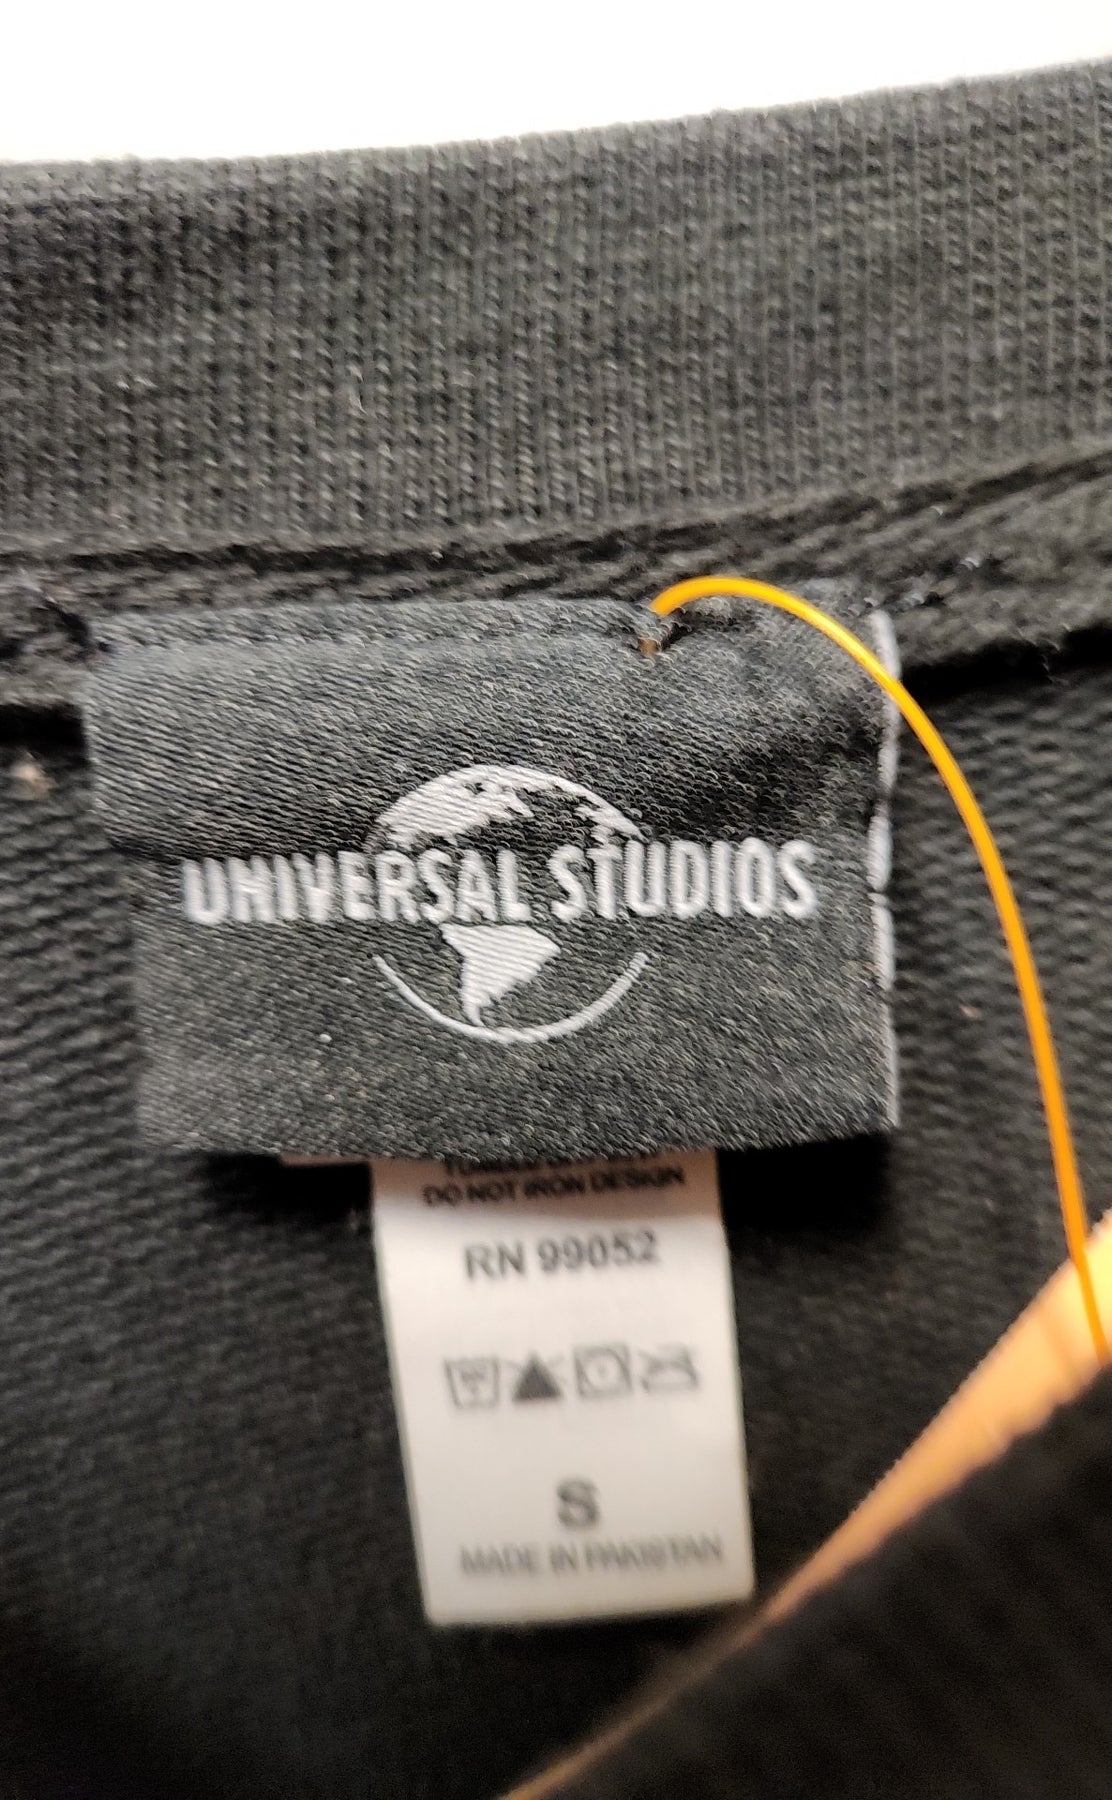 UNIVERSAL STUDIOS
DO NOT IRON DESIGN
RN 99052
S
MADE IN PAKISTAN